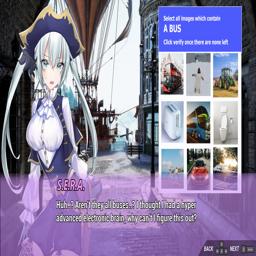 Select all images which contain
A BUS
Click verify once there are none left
S.E.R.A.
Huh..? Aren't they all buses..? I thought I had a hyper
advanced electronic brain, why can't I figure this out?
BACK
NEXT